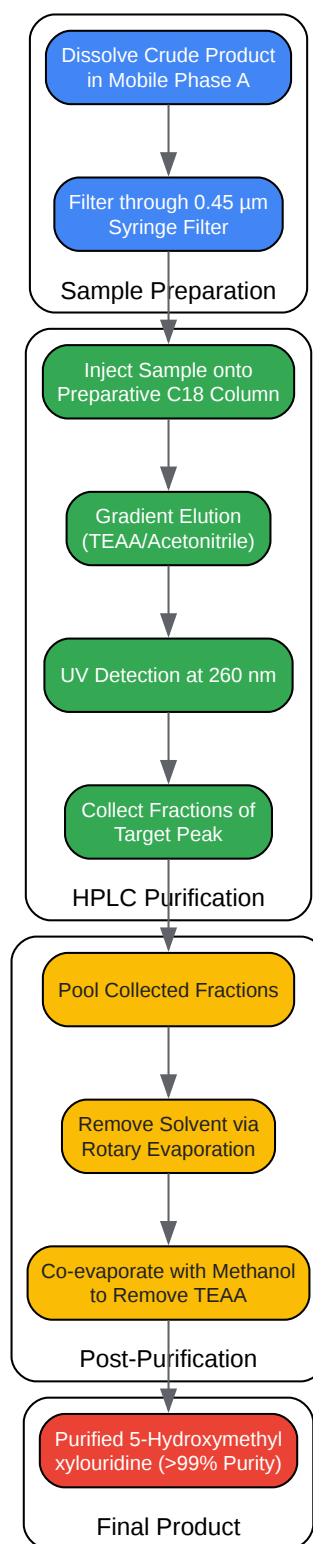 Dissolve Crude Product
in Mobile Phase A
Filter through 0.45 µm
Syringe Filter
Sample Preparation
Inject Sample onto
Preparative C18 Column
Gradient Elution
(TEAA/Acetonitrile)
UV Detection at 260 nm
Collect Fractions of
Target Peak
HPLC Purification
Pool Collected Fractions
Remove Solvent via
Rotary Evaporation
Co-evaporate with Methanol
to Remove TEAA
Post-Purification
Purified 5-Hydroxymethyl
xylouridine (>99% Purity)
Final Product